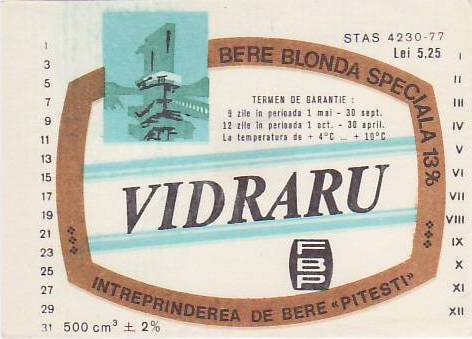 STAS 4230-77
Lei 5,25
BERE BLONDA SPECIALA 13%
TERMEN DE GARANTIE :
9 zile în perioada 1 mai - 30 sept.
12 zile în perioada 1 oct. - 30 april.
La temperatura de + 4°C ... + 10°C
VIDRARU
FBP
INTREPRINDEREA DE BERE "PITESTI"
500 cm³ ± 2%
1
3
5
7
9
11
13
15
17
19
21
23
25
27
29
31
I
II
III
IV
V
VI
VII
VIII
IX
X
XI
XII